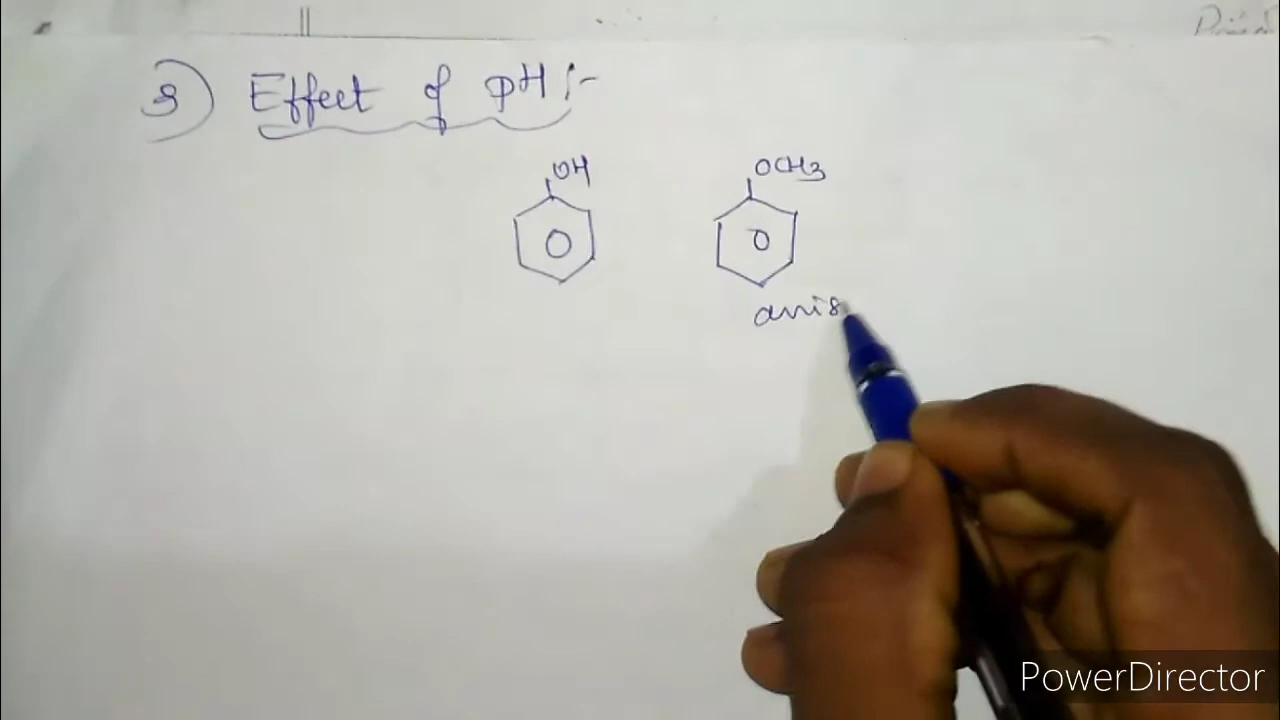 3) Effect of pH :-
OH OCH3
anis
PowerDirector